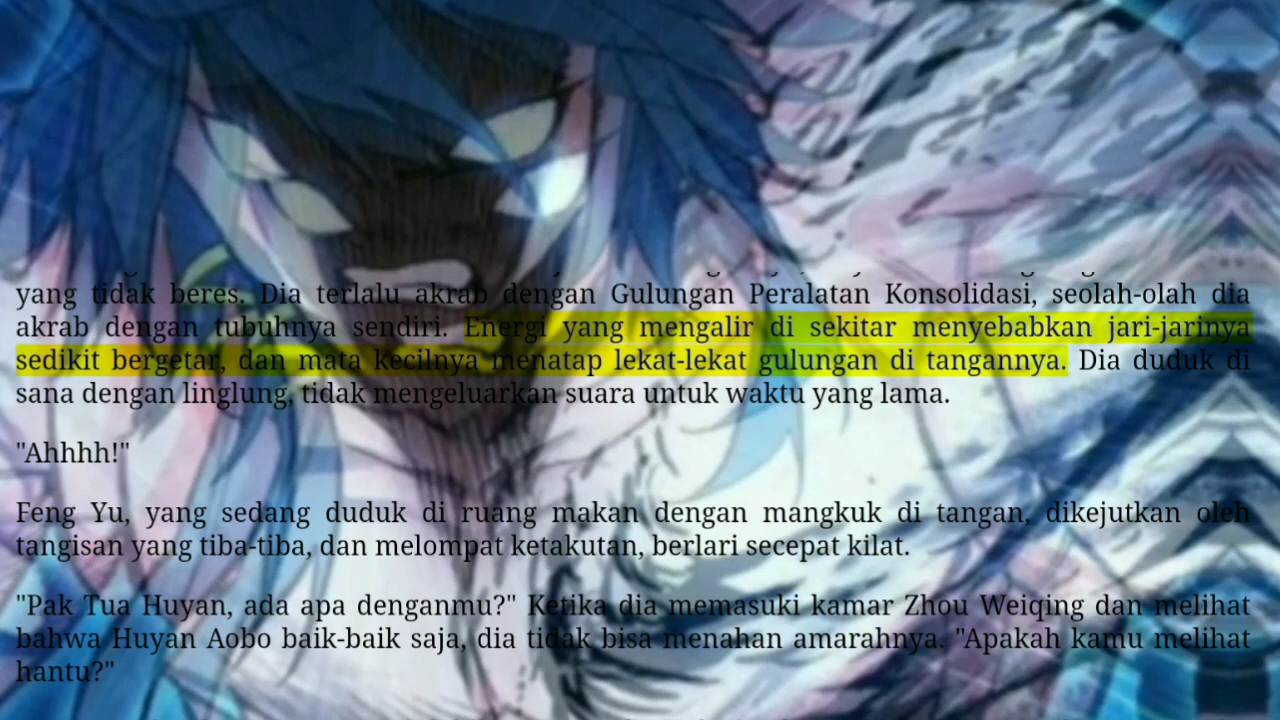 yang tidak beres. Dia terlalu akrab dengan Gulungan Peralatan Konsolidasi, seolah-olah dia
akrab dengan tubuhnya sendiri. Energi yang mengalir di sekitar menyebabkan jari-jarinya
sedikit bergetar, dan mata kecilnya menatap lekat-lekat gulungan di tangannya. Dia duduk di
sana dengan linglung, tidak mengeluarkan suara untuk waktu yang lama.
"Ahhhh!"
Feng Yu, yang sedang duduk di ruang makan dengan mangkuk di tangan, dikejutkan oleh
tangisan yang tiba-tiba, dan melompat ketakutan, berlari secepat kilat.
"Pak Tua Huyan, ada apa denganmu?" Ketika dia memasuki kamar Zhou Weiqing dan melihat
bahwa Huyan Aobo baik-baik saja, dia tidak bisa menahan amarahnya. "Apakah kamu melihat
hantu?"